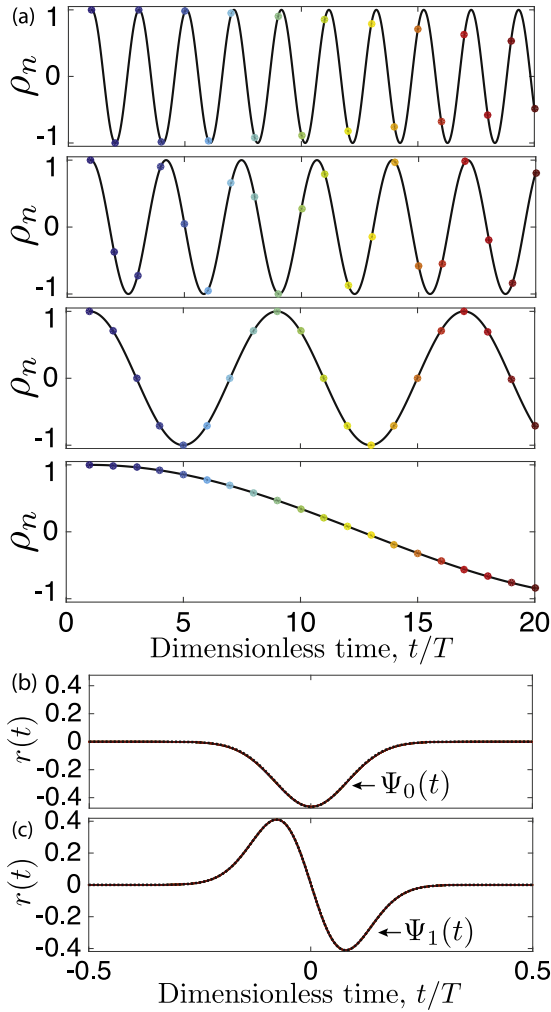 (a)
ρn
1
0
-1
ρn
1
0
-1
ρn
1
0
-1
ρn
1
0
-1
0 5 10 15 20
Dimensionless time, t/T
(b)
r(t)
0.4
0.2
0
-0.2
-0.4
Ψ0(t)
(c)
r(t)
0.4
0.2
0
-0.2
-0.4
Ψ1(t)
-0.5 0 0.5
Dimensionless time, t/T